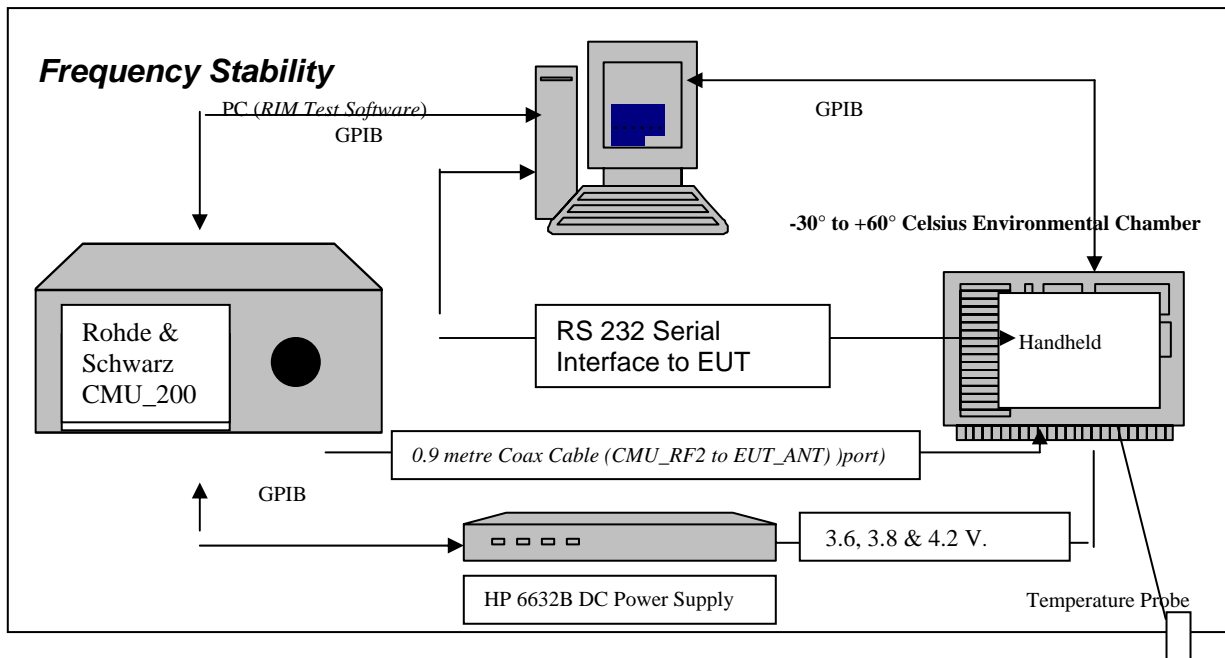 Frequency Stability
PC (RIM Test Software)
GPIB
GPIB
-30° to +60° Celsius Environmental Chamber
Rohde &
Schwarz
CMU_200
RS 232 Serial
Interface to EUT
Handheld
0.9 metre Coax Cable (CMU_RF2 to EUT_ANT) )port)
GPIB
3.6, 3.8 & 4.2 V.
HP 6632B DC Power Supply
Temperature Probe